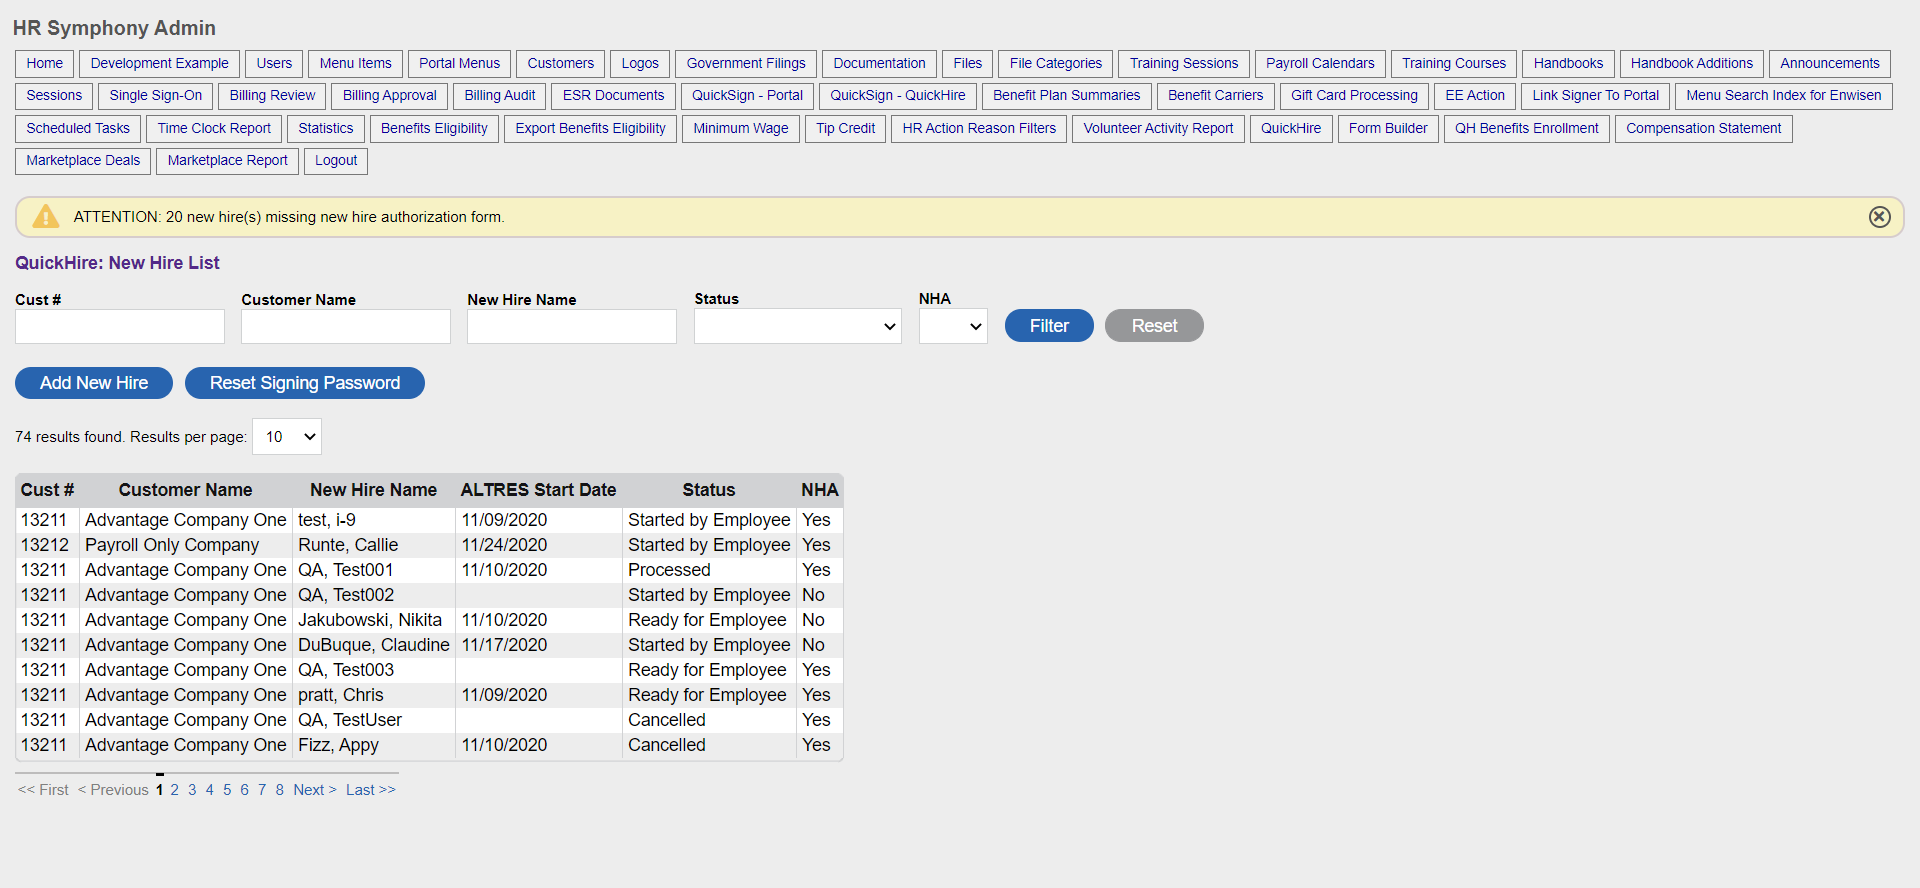 HR Symphony Admin
Home Development Example Users Menu Items Portal Menus Customers Logos Government Filings Documentation Files File Categories Training Sessions Payroll Calendars Training Courses Handbooks Handbook Additions Announcements
Sessions Single Sign-On Billing Review Billing Approval Billing Audit ESR Documents QuickSign - Portal QuickSign - QuickHire Benefit Plan Summaries Benefit Carriers Gift Card Processing EE Action Link Signer To Portal Menu Search Index for Enwisen
Scheduled Tasks Time Clock Report Statistics Benefits Eligibility Export Benefits Eligibility Minimum Wage Tip Credit HR Action Reason Filters Volunteer Activity Report QuickHire Form Builder QH Benefits Enrollment Compensation Statement
Marketplace Deals Marketplace Report Logout
ATTENTION: 20 new hire(s) missing new hire authorization form.
QuickHire: New Hire List
Cust # Customer Name New Hire Name Status NHA
Filter Reset
Add New Hire Reset Signing Password
74 results found. Results per page: 10
Cust # Customer Name New Hire Name ALTRES Start Date Status NHA
13211 Advantage Company One test, i-9 11/09/2020 Started by Employee Yes
13212 Payroll Only Company Runte, Callie 11/24/2020 Started by Employee Yes
13211 Advantage Company One QA, Test001 11/10/2020 Processed Yes
13211 Advantage Company One QA, Test002 Started by Employee No
13211 Advantage Company One Jakubowski, Nikita 11/10/2020 Ready for Employee No
13211 Advantage Company One DuBuque, Claudine 11/17/2020 Started by Employee No
13211 Advantage Company One QA, Test003 Ready for Employee Yes
13211 Advantage Company One pratt, Chris 11/09/2020 Ready for Employee Yes
13211 Advantage Company One QA, TestUser Cancelled Yes
13211 Advantage Company One Fizz, Appy 11/10/2020 Cancelled Yes
<< First < Previous 1 2 3 4 5 6 7 8 Next > Last >>